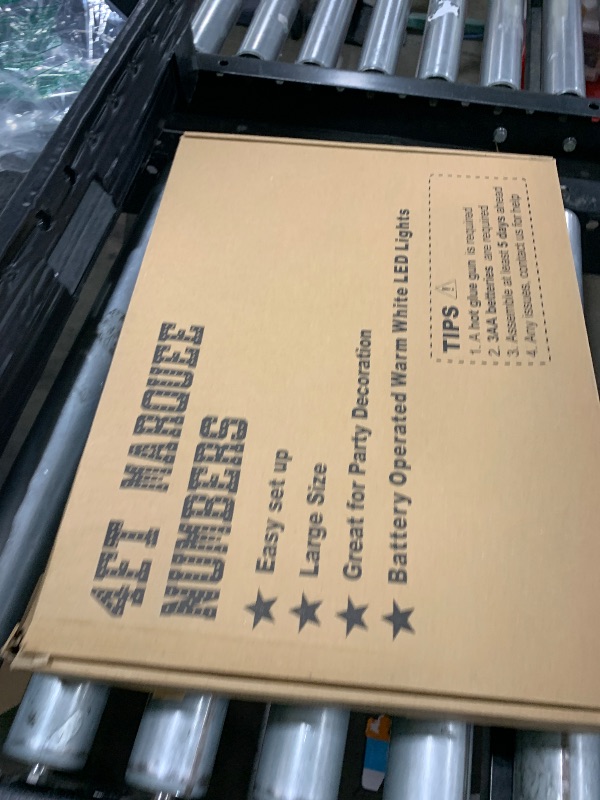 4FT MARQUEE
NUMBERS
★ Easy set up
★ Large Size
★ Great for Party Decoration
★ Battery Operated Warm White LED Lights
TIPS
1. A hot glue gun is required
2. 3AA betteries are required
3. Assemble at least 5 days ahead
4. Any issues, contact us for help